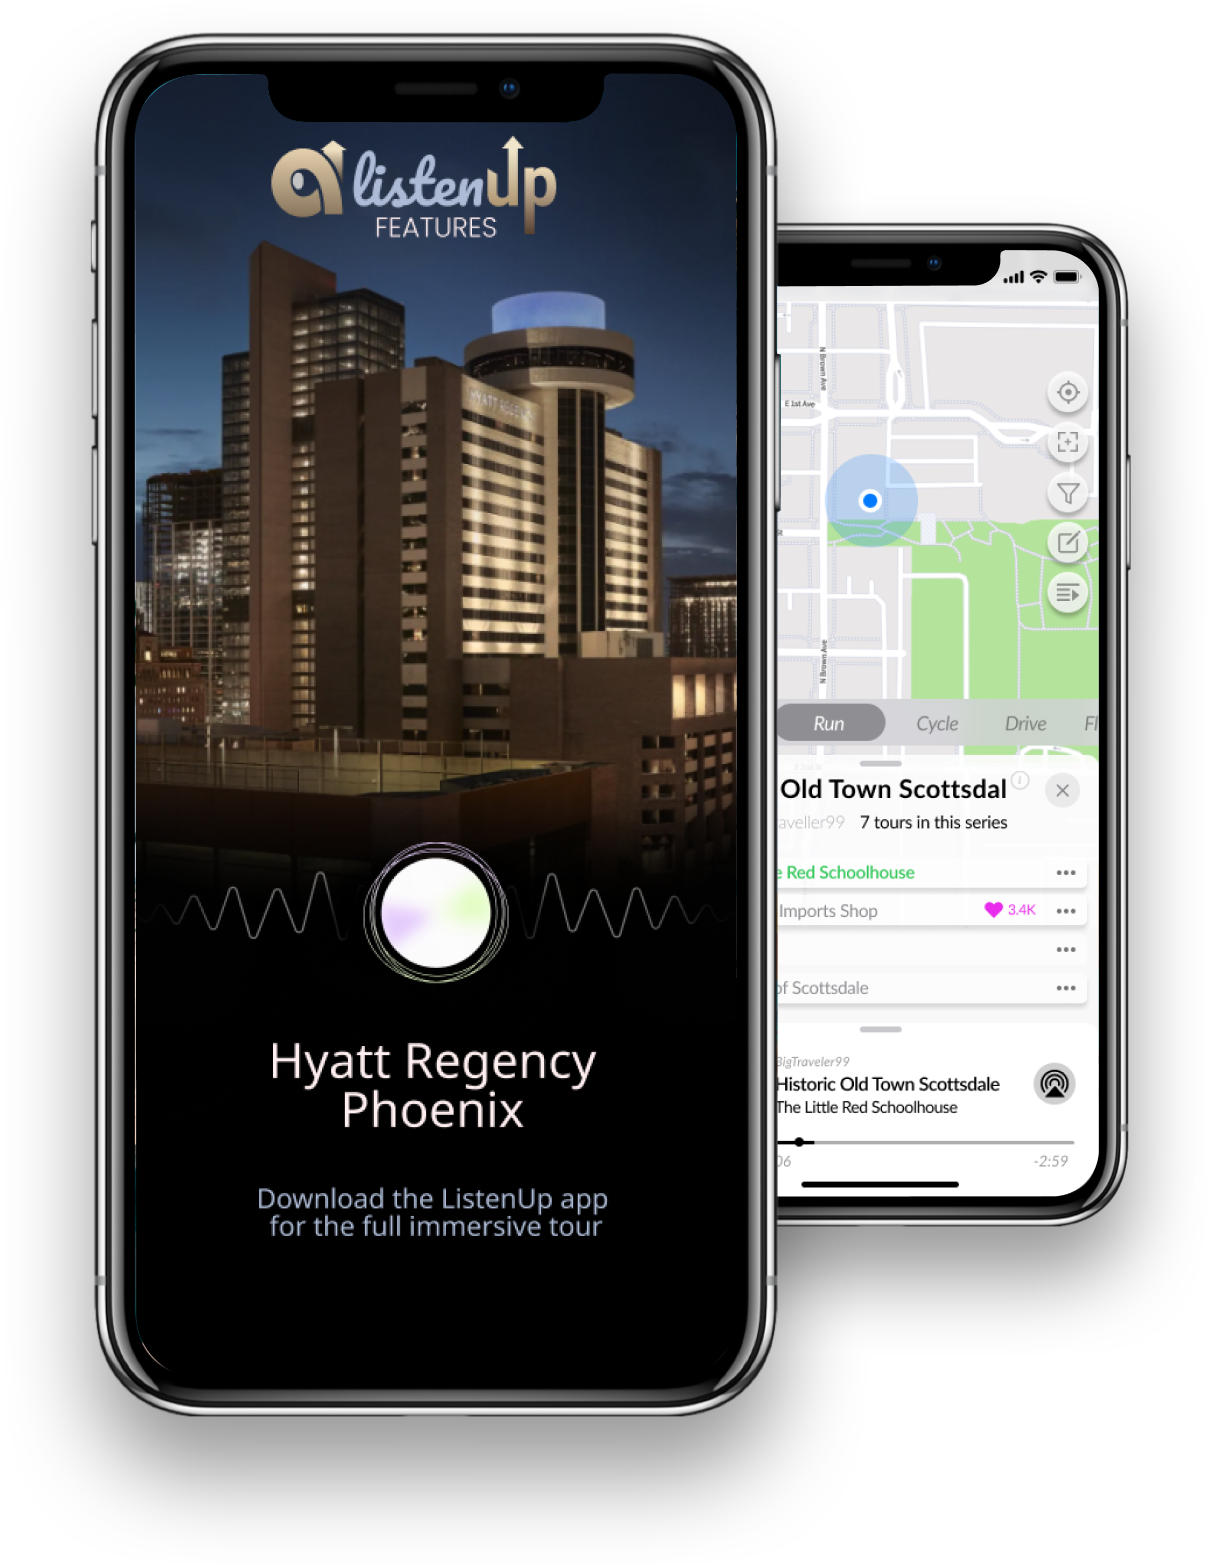 listenUp
FEATURES
HYATT REGENCY
Hyatt Regency
Phoenix
Download the ListenUp app
for the full immersive tour
N Brown Ave
E 1st Ave
N Brown Ave
Run Cycle Drive Fl
Old Town Scottsdal
aveller99 7 tours in this series
e Red Schoolhouse
Imports Shop 3.4K
of Scottsdale
BigTraveler99
Historic Old Town Scottsdale
The Little Red Schoolhouse
06 -2:59